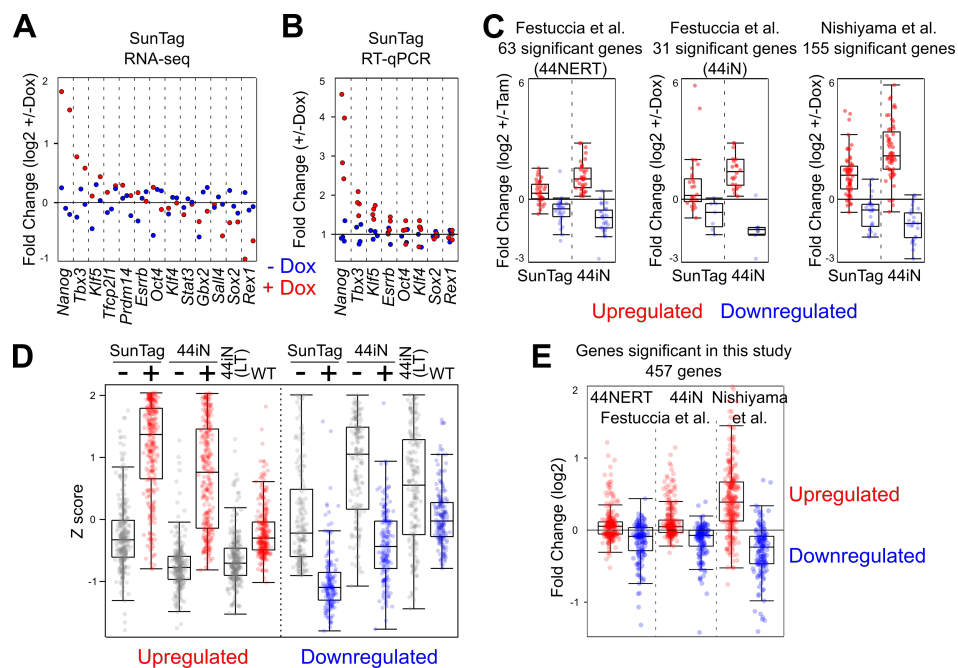 A
SunTag
RNA-seq
Fold Change (log2 +/-Dox)
2
1
0
-1
Nanog
Tbx3
Klf5
Tfcp2l1
Prdm14
Esrrb
Oct4
Klf4
Stat3
Gbx2
Sall4
Sox2
Rex1
- Dox
+ Dox
B
SunTag
RT-qPCR
Fold Change (+/-Dox)
5
4
3
2
1
Nanog
Tbx3
Klf5
Esrrb
Oct4
Klf4
Sox2
Rex1
C
Festuccia et al.
63 significant genes
(44NERT)
Fold Change (log2 +/-Tam)
6
0
-3
SunTag 44iN
Festuccia et al.
31 significant genes
(44iN)
Fold Change (log2 +/-Dox)
6
0
-3
SunTag 44iN
Nishiyama et al.
155 significant genes
Fold Change (log2 +/-Dox)
6
0
-3
SunTag 44iN
Upregulated
Downregulated
D
SunTag
44iN
44iN
(LT)
WT
SunTag
44iN
44iN
(LT)
WT
- + - +
- + - +
Z score
2
1
0
-1
Upregulated
Downregulated
E
Genes significant in this study
457 genes
44NERT
44iN
Nishiyama
Festuccia et al.
et al.
Fold Change (log2)
2
1
0
-1
Upregulated
Downregulated